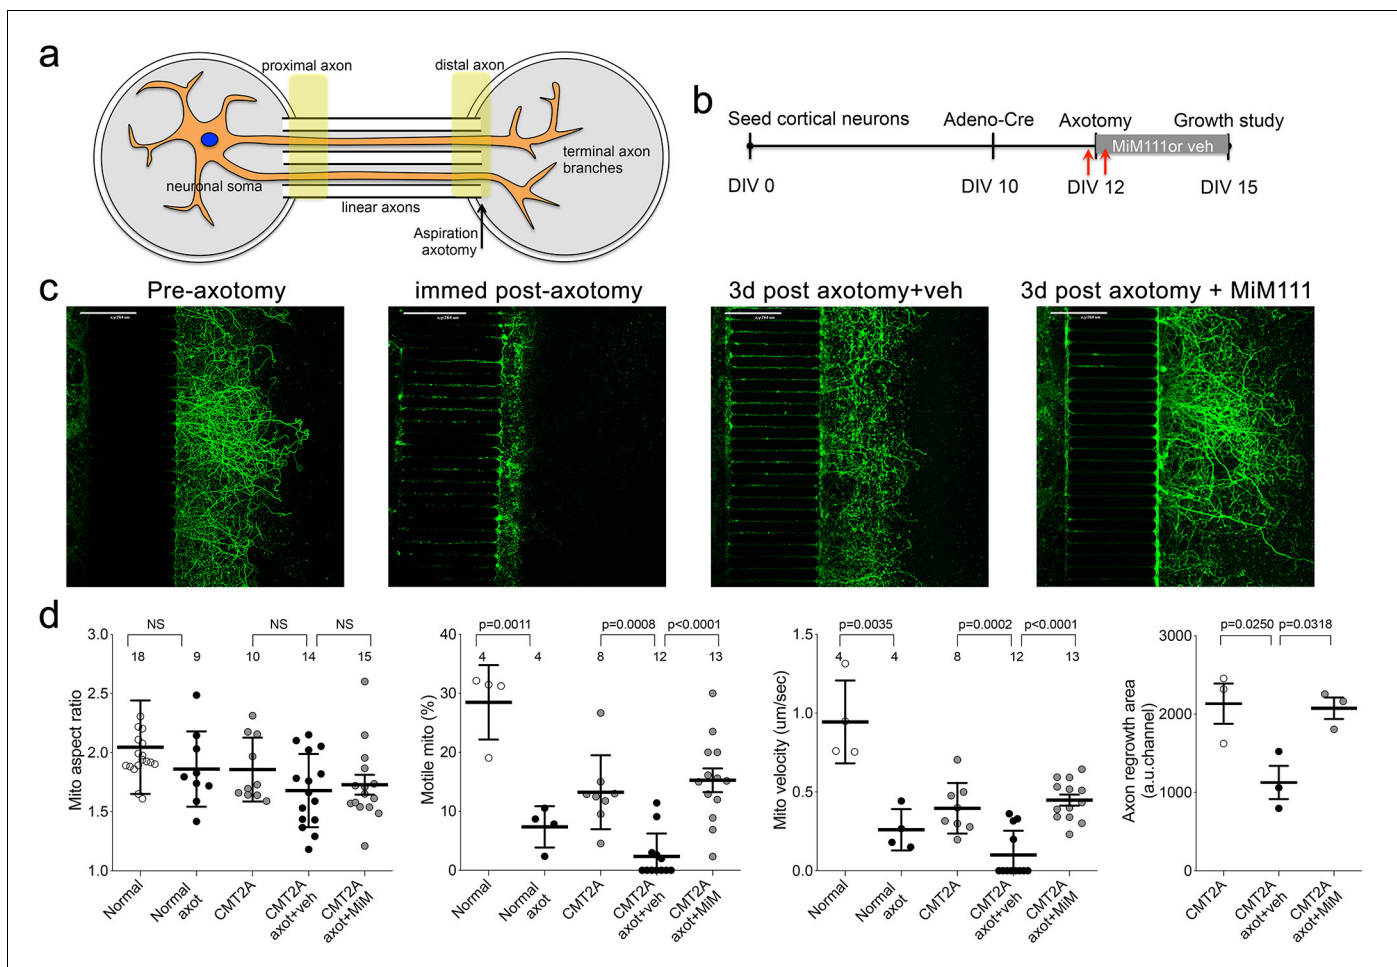 a
proximal axon
distal axon
neuronal soma
terminal axon
branches
linear axons
Aspiration
axotomy
b
Seed cortical neurons
Adeno-Cre
Axotomy
Growth study
MiM111or veh
DIV 0
DIV 10
DIV 12
DIV 15
c
Pre-axotomy
immed post-axotomy
3d post axotomy+veh
3d post axotomy + MiM111
d
Mito aspect ratio
3.0
2.5
2.0
1.5
1.0
NS
NS
NS
18
9
10
14
15
Normal
Normal
axot
CMT2A
CMT2A
axot+veh
CMT2A
axot+MiM
Motile mito (%)
40
30
20
10
0
p=0.0011
p=0.0008
p<0.0001
4
4
8
12
13
Normal
Normal
axot
CMT2A
CMT2A
axot+veh
CMT2A
axot+MiM
Mito velocity (um/sec)
1.5
1.0
0.5
0.0
p=0.0035
p=0.0002
p<0.0001
4
4
8
12
13
Normal
Normal
axot
CMT2A
CMT2A
axot+veh
CMT2A
axot+MiM
Axon regrowth area
(a.u.channel)
3000
2000
1000
0
p=0.0250
p=0.0318
CMT2A
CMT2A
axot+veh
CMT2A
axot+MiM